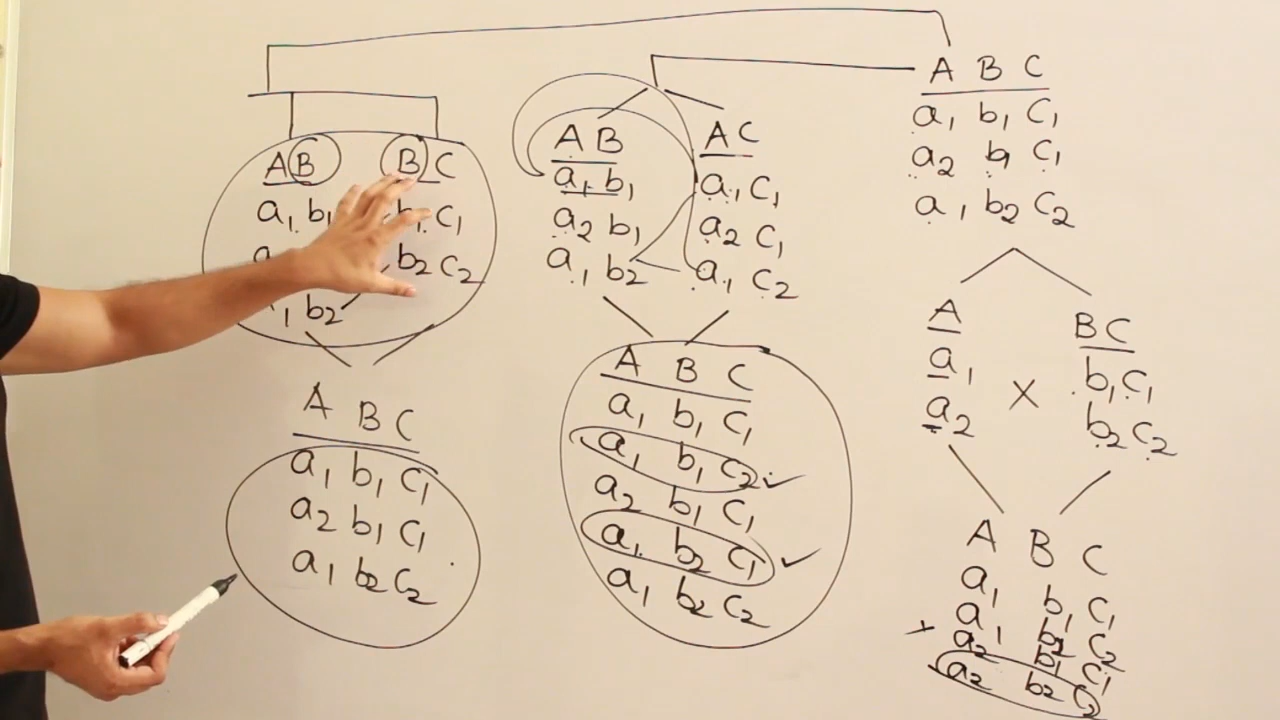 A B C
a1 b1 c1
a2 b1 c1
a1 b2 c2
AB BC
a1 b1 b1 c1
b2 c2
1 b2
A B C
a1 b1 c1
a2 b1 c1
a1 b2 c2
AB AC
a1 b1 a1 c1
a2 b1 a2 c1
a1 b2 a1 c2
A B C
a1 b1 c1
a1 b1 c2 ✓
a2 b1 c1
a1 b2 c1 ✓
a1 b2 c2
A BC
a1 × b1 c1
a2 b2 c2
A B C
a1 b1 c1
a1 b2 c2
a2 b1 c1
a2 b2 c2